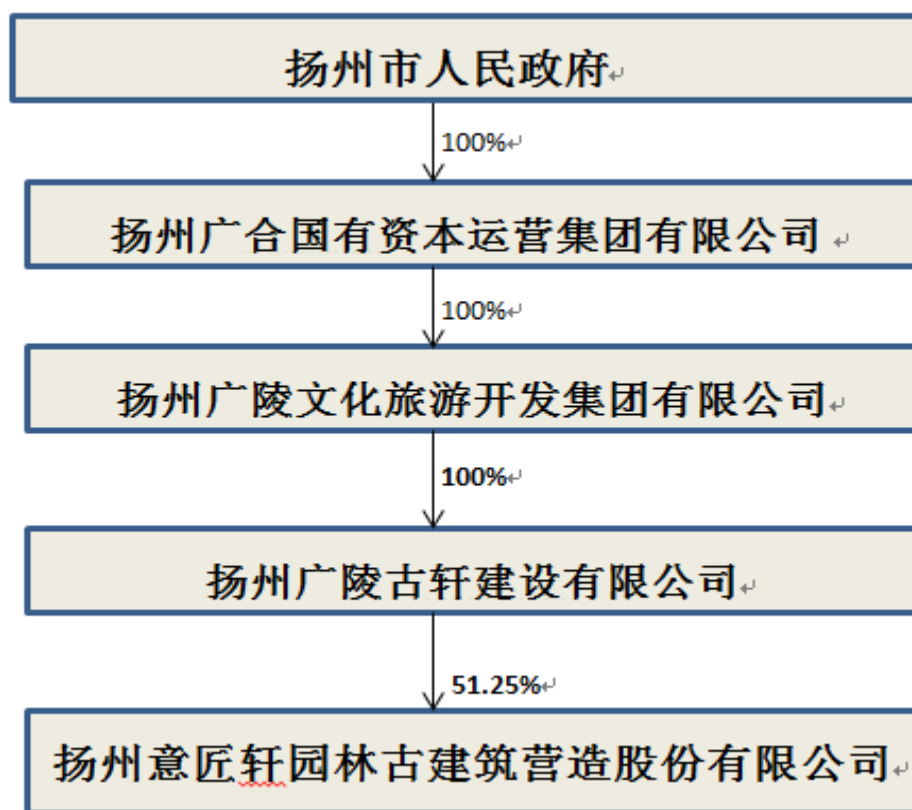 扬州市人民政府
100%
扬州广合国有资本运营集团有限公司
100%
扬州广陵文化旅游开发集团有限公司
100%
扬州广陵古轩建设有限公司
51.25%
扬州意匠轩园林古建筑营造股份有限公司